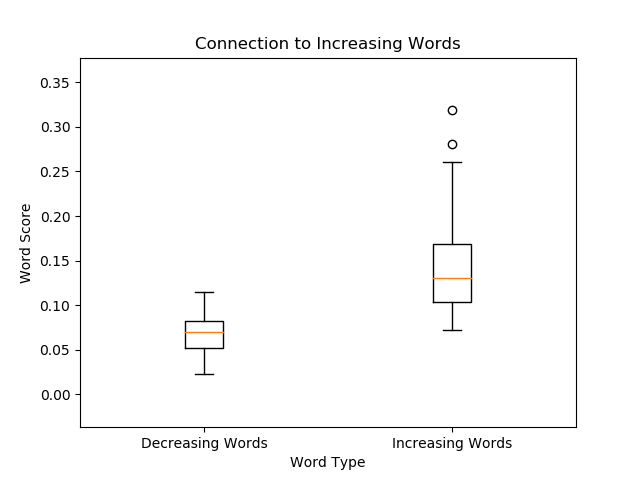 Connection to Increasing Words
0.35
0.30
0.25
0.20
0.15
0.10
0.05
0.00
Word Score
Decreasing Words
Increasing Words
Word Type